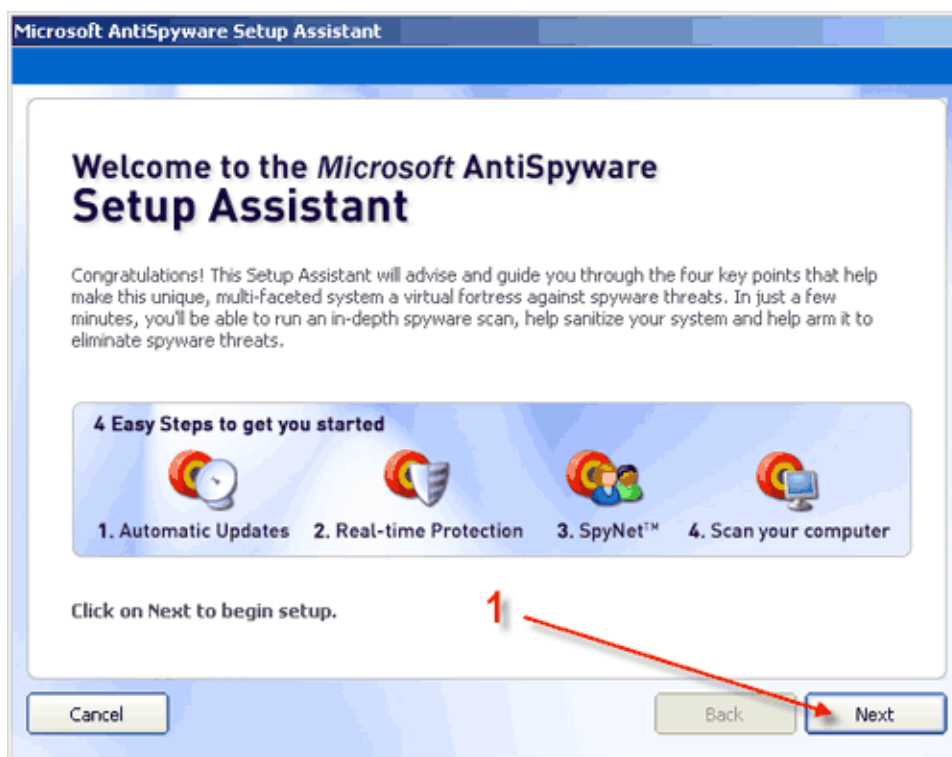 Microsoft AntiSpyware Setup Assistant
Welcome to the Microsoft AntiSpyware
Setup Assistant
Congratulations! This Setup Assistant will advise and guide you through the four key points that help
make this unique, multi-faceted system a virtual fortress against spyware threats. In just a few
minutes, you'll be able to run an in-depth spyware scan, help sanitize your system and help arm it to
eliminate spyware threats.
4 Easy Steps to get you started
1. Automatic Updates 2. Real-time Protection 3. SpyNet™ 4. Scan your computer
Click on Next to begin setup.
1
Cancel Back Next